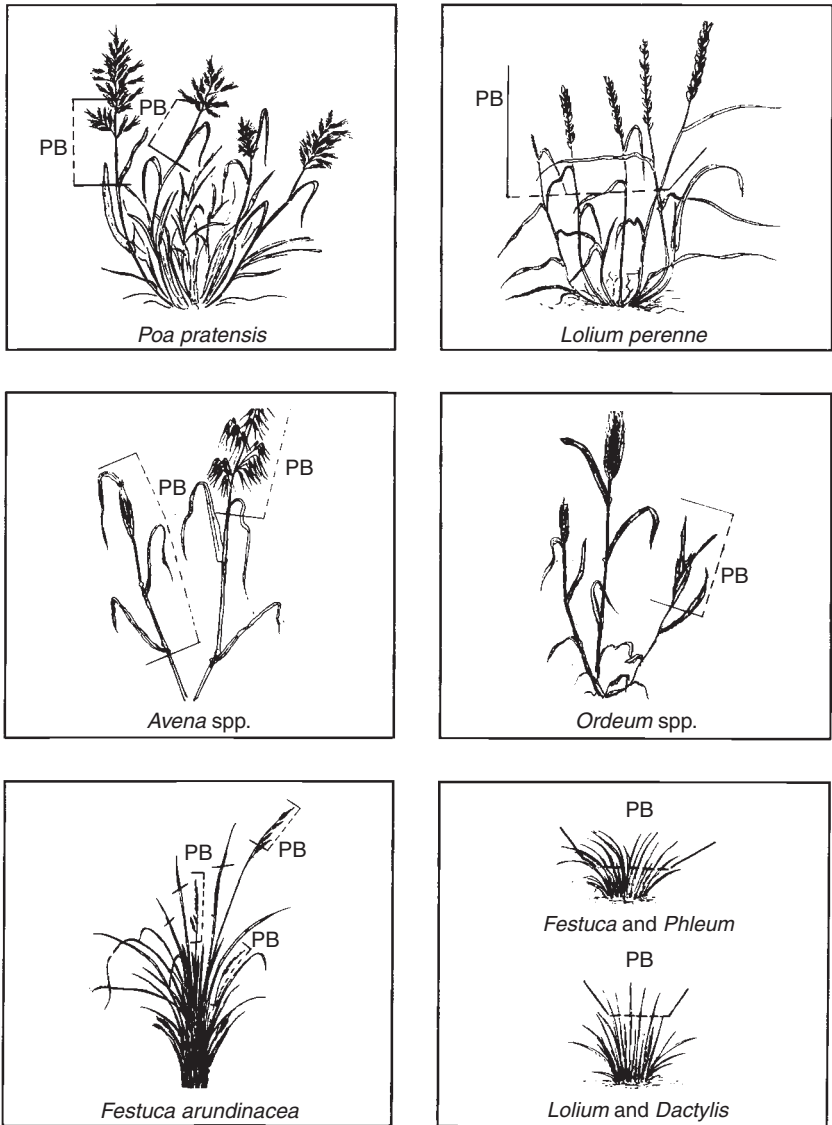 PB
PB
Poa pratensis
PB
Lolium perenne
PB
PB
Avena spp.
PB
Ordeum spp.
PB
PB
PB
Festuca arundinacea
PB
Festuca and Phleum
PB
Lolium and Dactylis